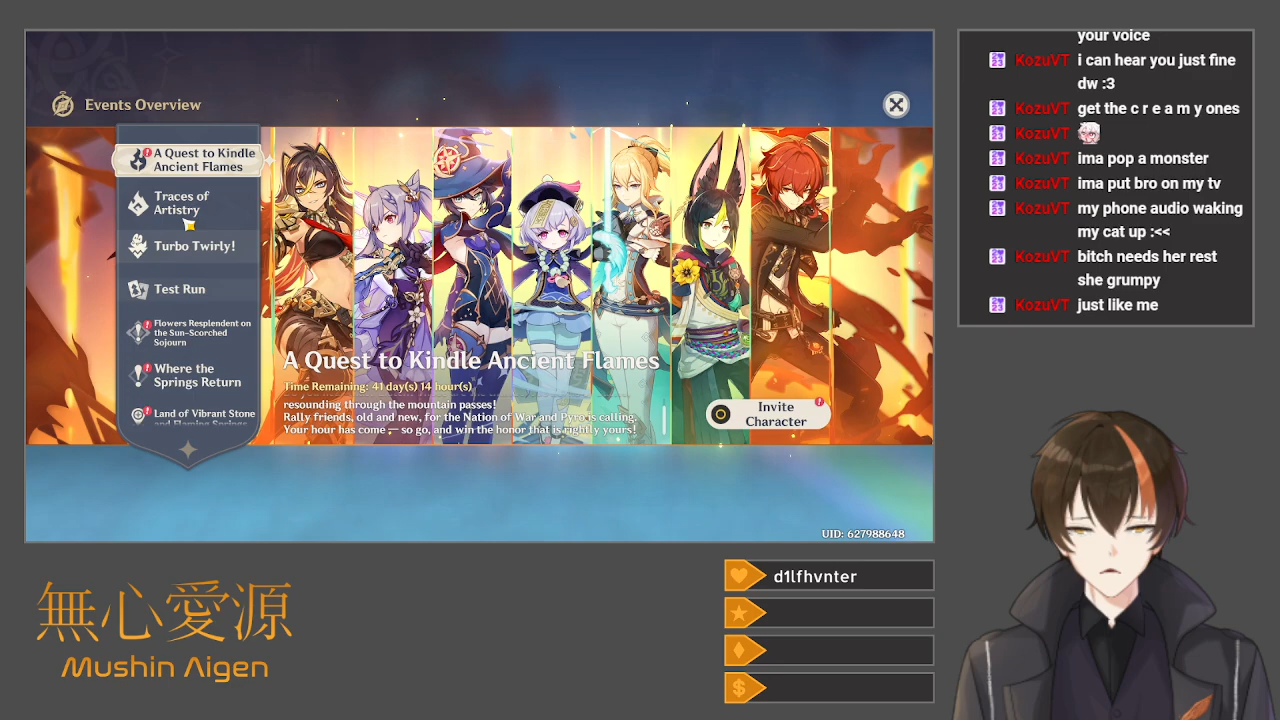 Events Overview
A Quest to Kindle
Ancient Flames
Traces of
Artistry
Turbo Twirly!
Test Run
Flowers Resplendent on
the Sun-Scorched
Sojourn
Where the
Springs Return
Land of Vibrant Stone
and Flaming Springs
A Quest to Kindle Ancient Flames
Time Remaining: 41 day(s) 14 hour(s)
resounding through the mountain passes!
Rally friends, old and new, for the Nation of War and Pyro is calling.
Your hour has come — so go, and win the honor that is rightly yours!
Invite
Character
UID: 627988648
your voice
KozuVT i can hear you just fine
dw :3
KozuVT get the c r e a m y ones
KozuVT
KozuVT ima pop a monster
KozuVT ima put bro on my tv
KozuVT my phone audio waking
my cat up :<<
KozuVT bitch needs her rest
she grumpy
KozuVT just like me
無心愛源
Mushin Aigen
d1lfhvnter
$